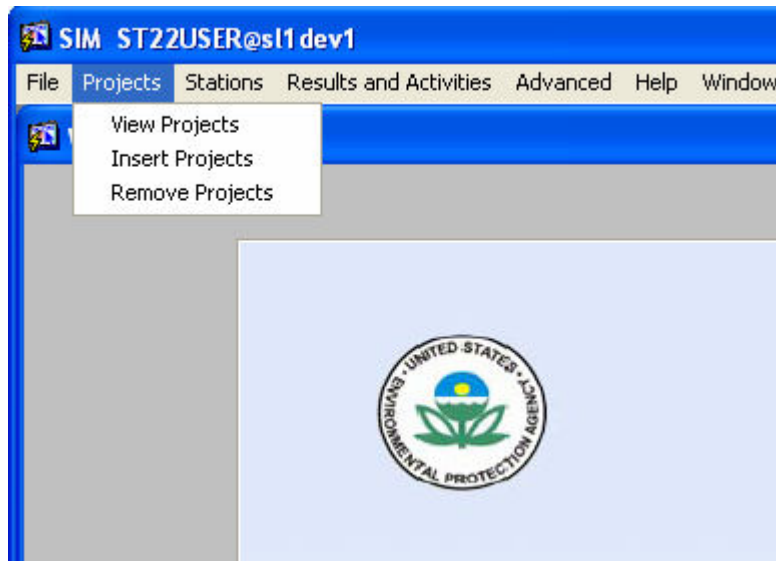 SIM ST22USER@sl1dev1
File Projects Stations Results and Activities Advanced Help Window
View Projects
Insert Projects
Remove Projects
UNITED STATES
ENVIRONMENTAL PROTECTION AGENCY